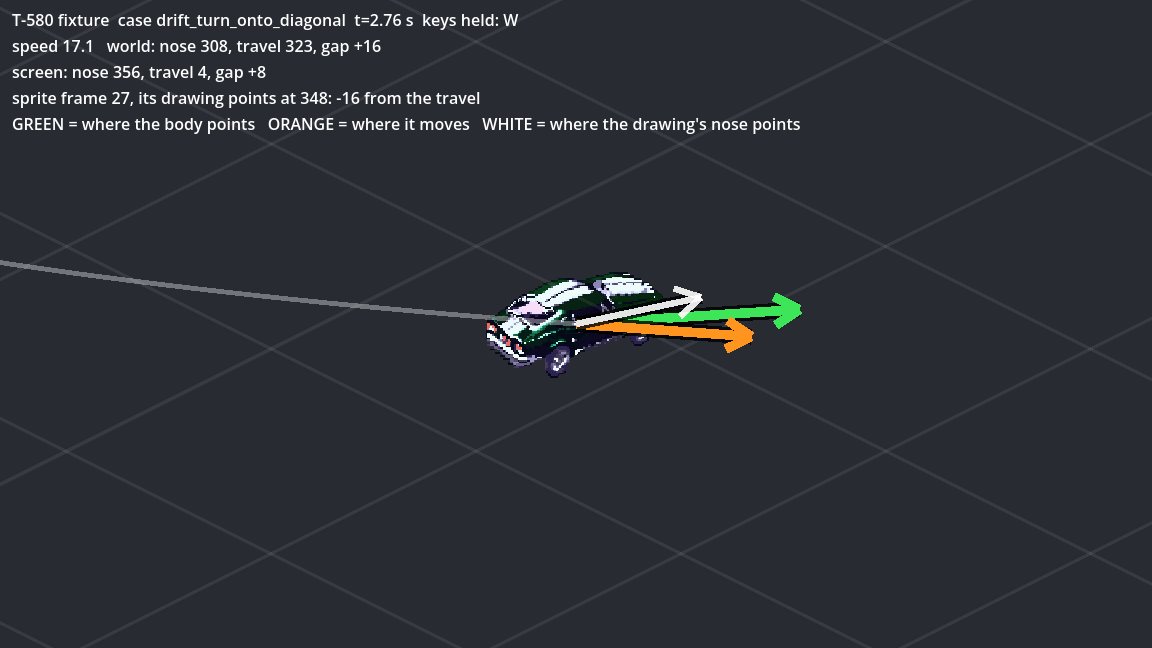 T-580 fixture  case drift_turn_onto_diagonal  t=2.76 s  keys held: W
speed 17.1   world: nose 308, travel 323, gap +16
screen: nose 356, travel 4, gap +8
sprite frame 27, its drawing points at 348: -16 from the travel
GREEN = where the body points   ORANGE = where it moves   WHITE = where the drawing's nose points